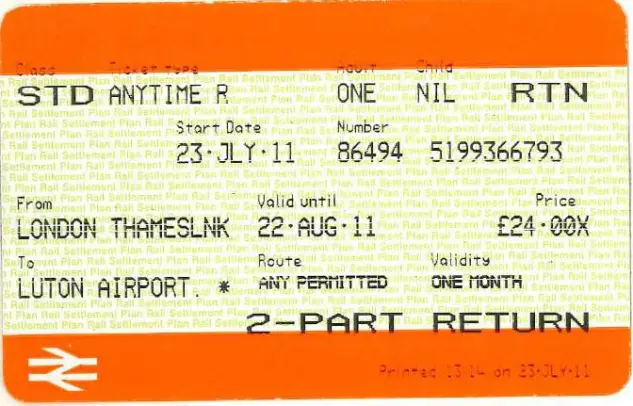 Class Ticket type Adult Child
STD ANYTIME R ONE NIL RTN
Start Date Number
23·JLY·11 86494 5199366793
From Valid until Price
LONDON THAMESLNK 22·AUG·11 £24·00X
To Route Validity
LUTON AIRPORT. * ANY PERMITTED ONE MONTH
2-PART RETURN
Printed 13 14 on 23·JLY·11